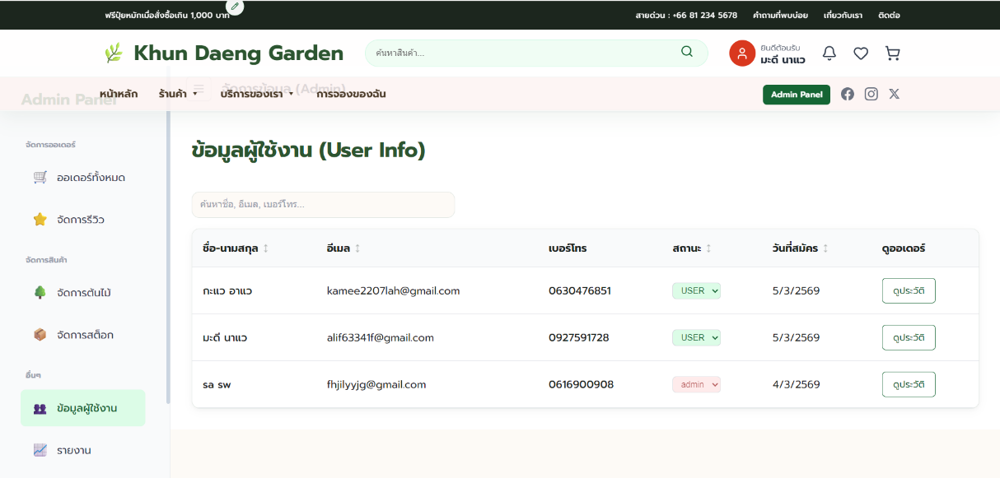 ฟรีปุ๋ยหมักเมื่อสั่งซื้อเกิน 1,000 บาท
สายด่วน : +66 81 234 5678 คำถามที่พบบ่อย เกี่ยวกับเรา ติดต่อ
Khun Daeng Garden
ค้นหาสินค้า...
ยินดีต้อนรับ
มะดี นาแว
Admin Panel
จัดการข้อมูล (Admin)
หน้าหลัก ร้านค้า บริการของเรา การจองของฉัน
Admin Panel
จัดการออเดอร์
ออเดอร์ทั้งหมด
จัดการรีวิว
จัดการสินค้า
จัดการต้นไม้
จัดการสต็อก
อื่นๆ
ข้อมูลผู้ใช้งาน
รายงาน
ข้อมูลผู้ใช้งาน (User Info)
ค้นหาชื่อ, อีเมล, เบอร์โทร...
ชื่อ-นามสกุล ↕ อีเมล ↕ เบอร์โทร สถานะ ↕ วันที่สมัคร ↕ ดูออเดอร์
กะแว อาแว kamee2207lah@gmail.com 0630476851 USER 5/3/2569 ดูประวัติ
มะดี นาแว alif63341f@gmail.com 0927591728 USER 5/3/2569 ดูประวัติ
sa sw fhjilyyjg@gmail.com 0616900908 admin 4/3/2569 ดูประวัติ